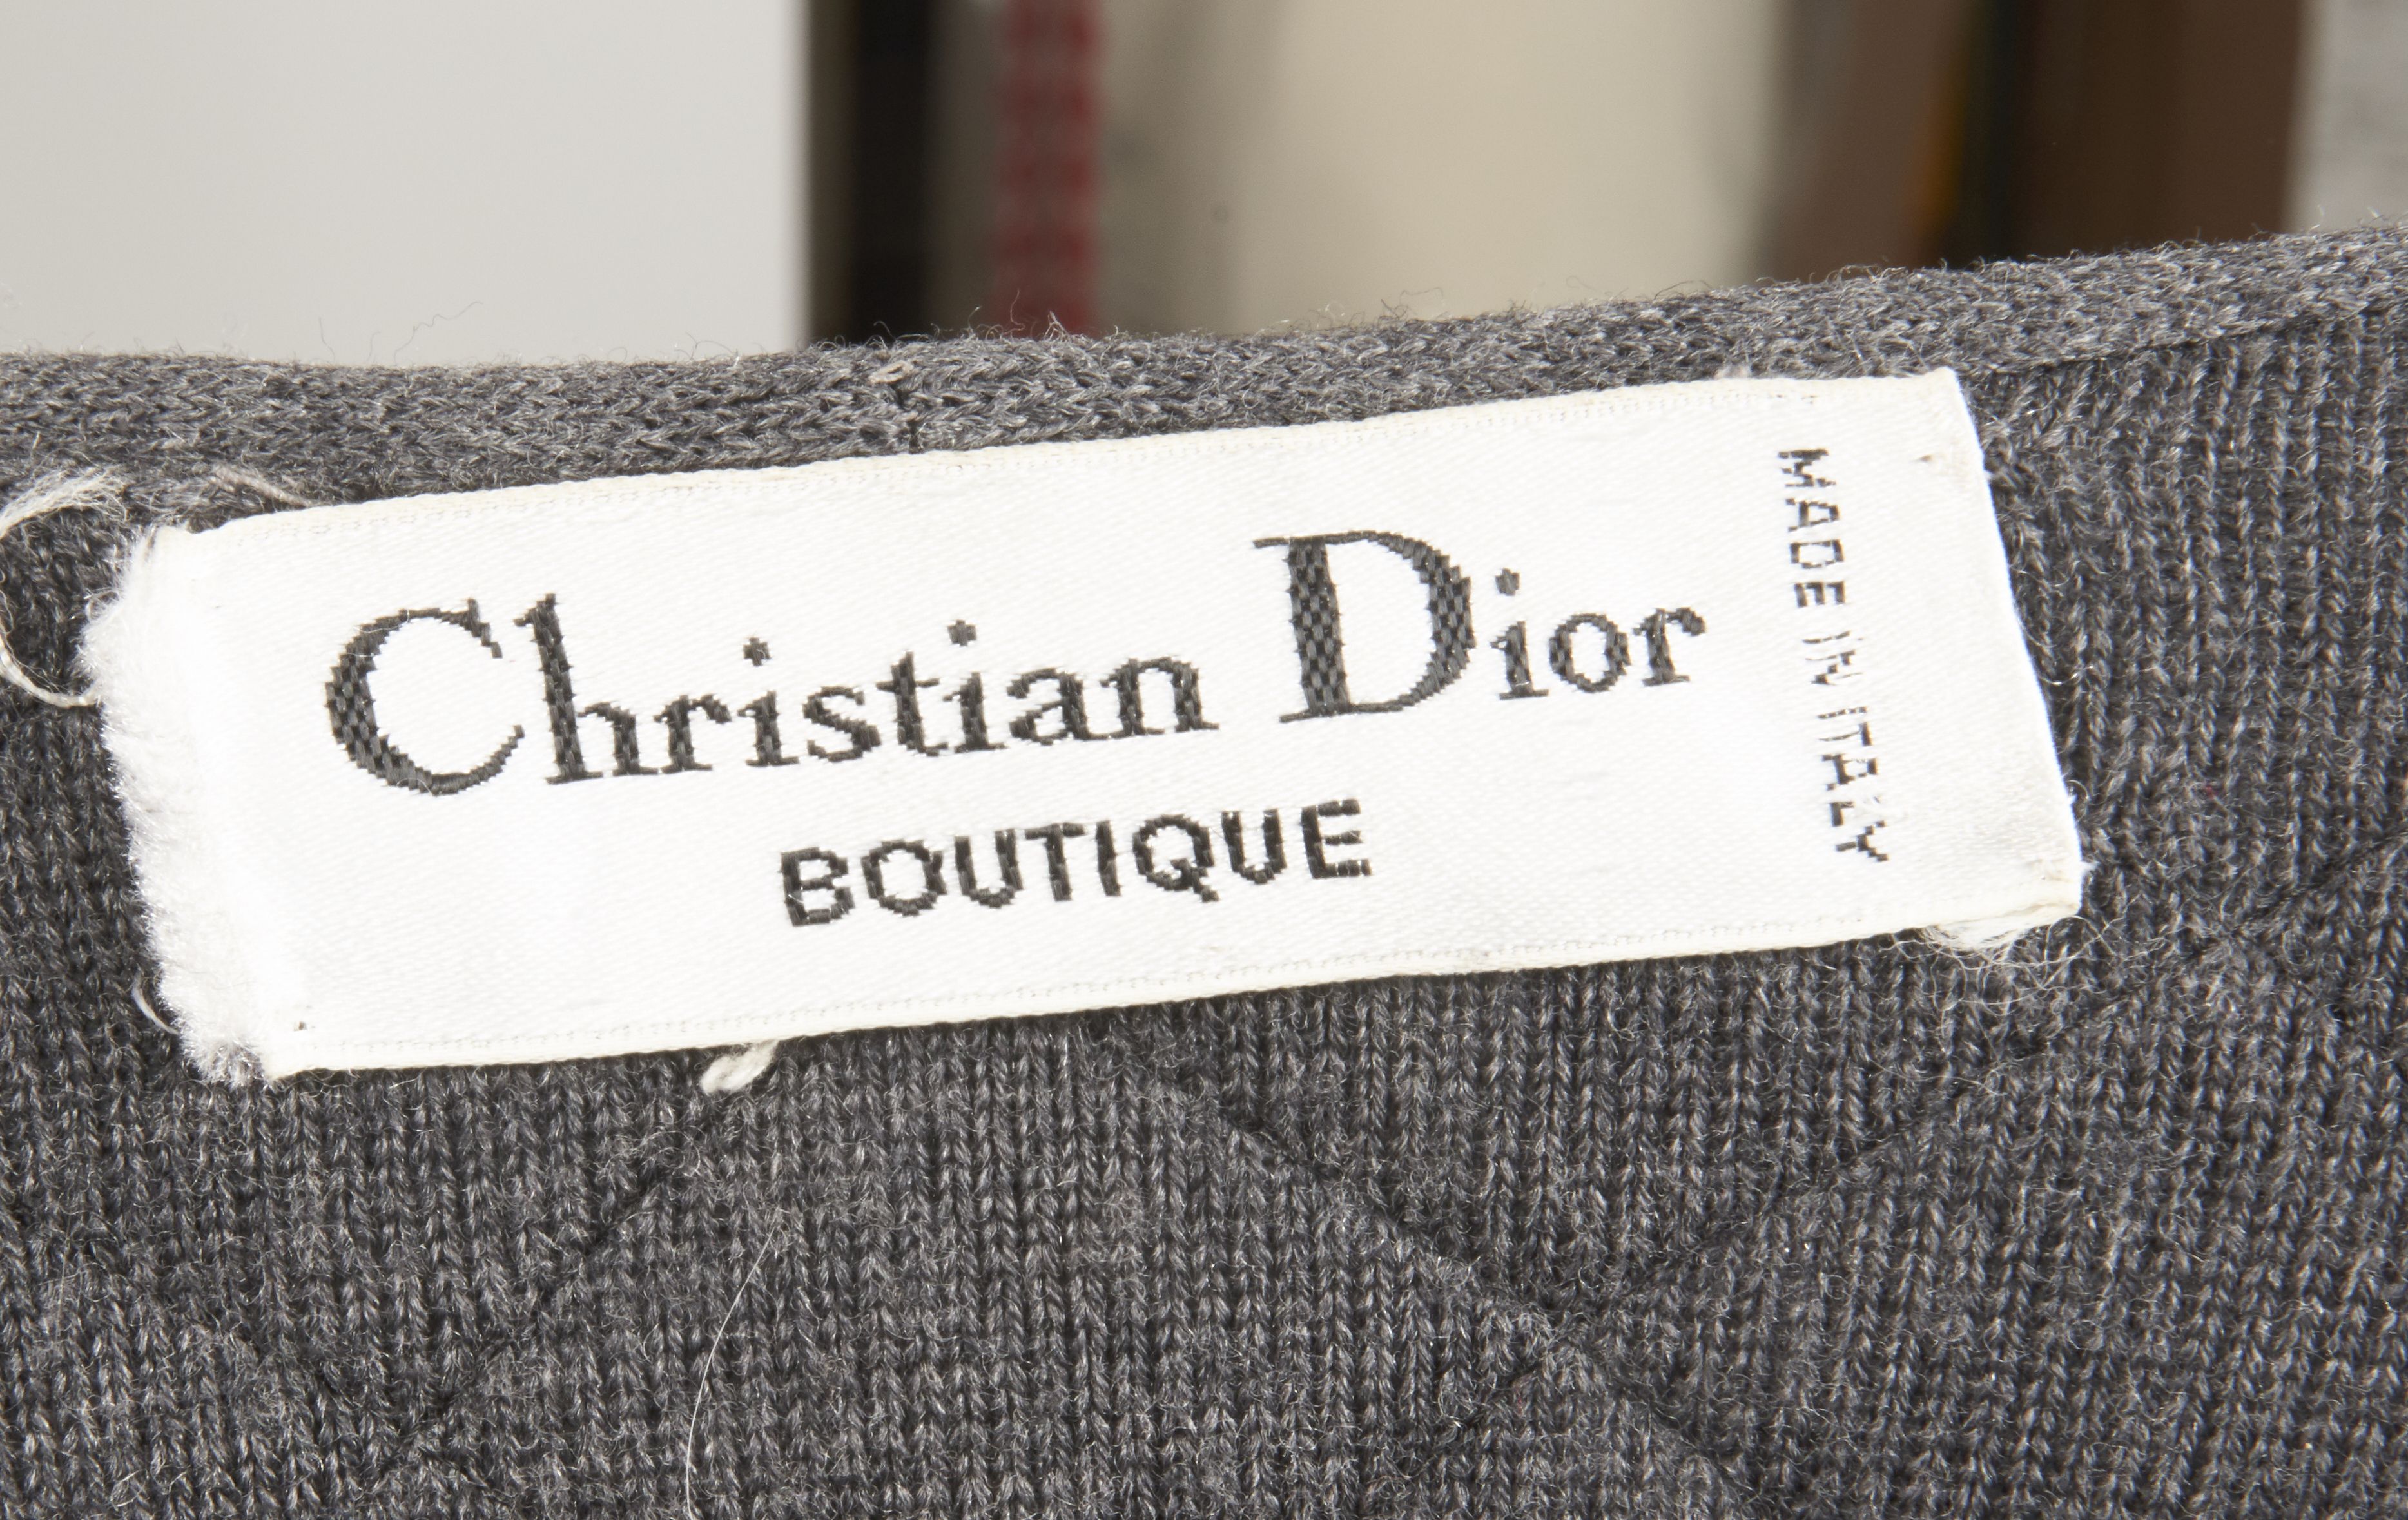 Christian Dior
BOUTIQUE
MADE IN ITALY